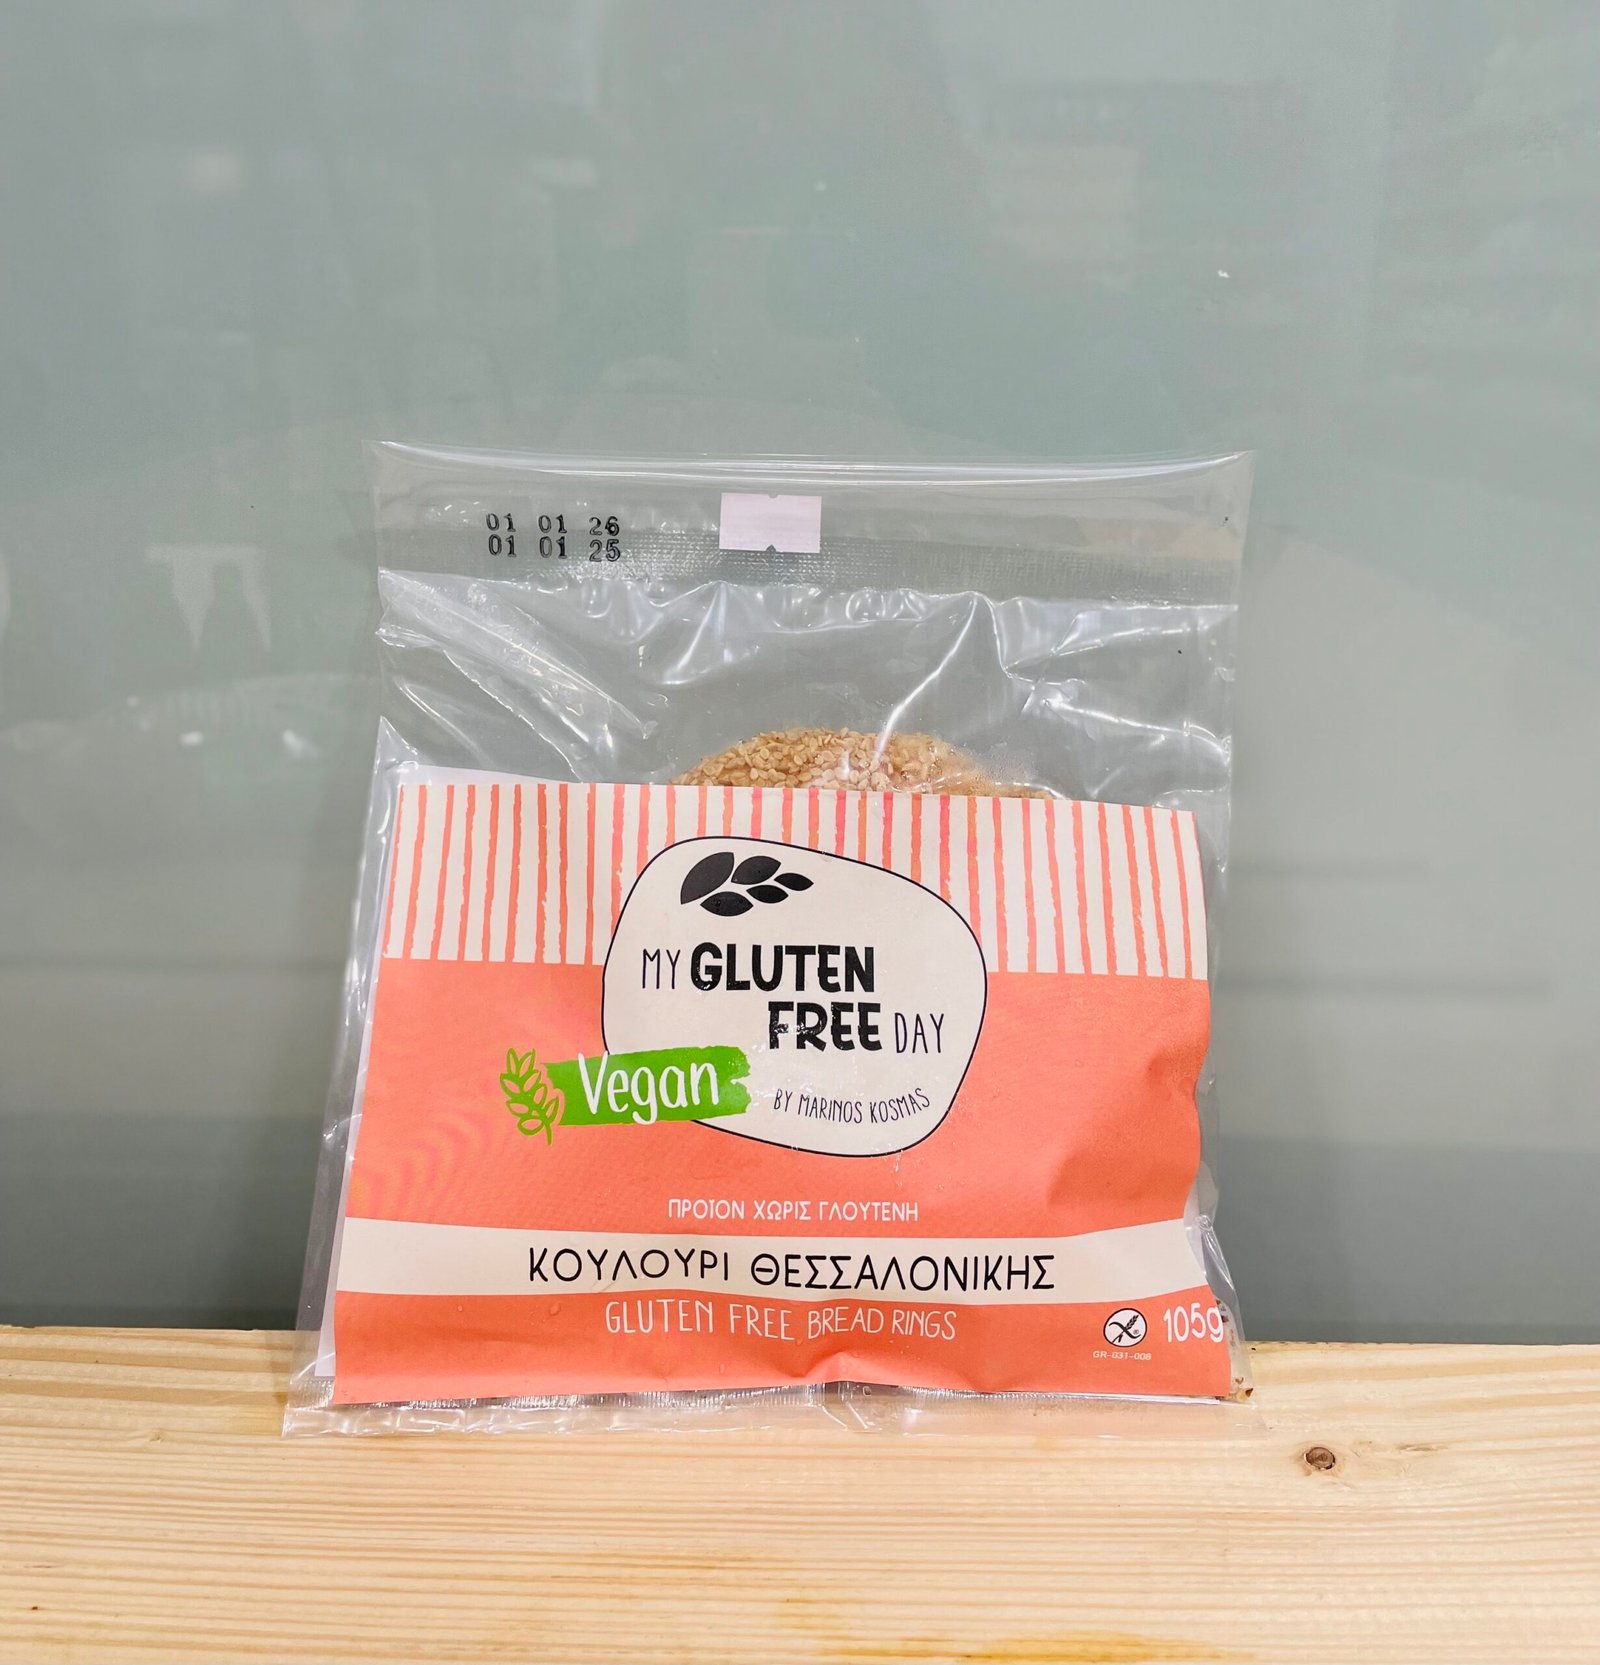 01 01 26
01 01 25
MY GLUTEN
FREE DAY
Vegan
BY MARINOS KOSMAS
ΠΡΟΪΟΝ ΧΩΡΙΣ ΓΛΟΥΤΕΝΗ
ΚΟΥΛΟΥΡΙ ΘΕΣΣΑΛΟΝΙΚΗΣ
GLUTEN FREE BREAD RINGS
105g
GR-031-008